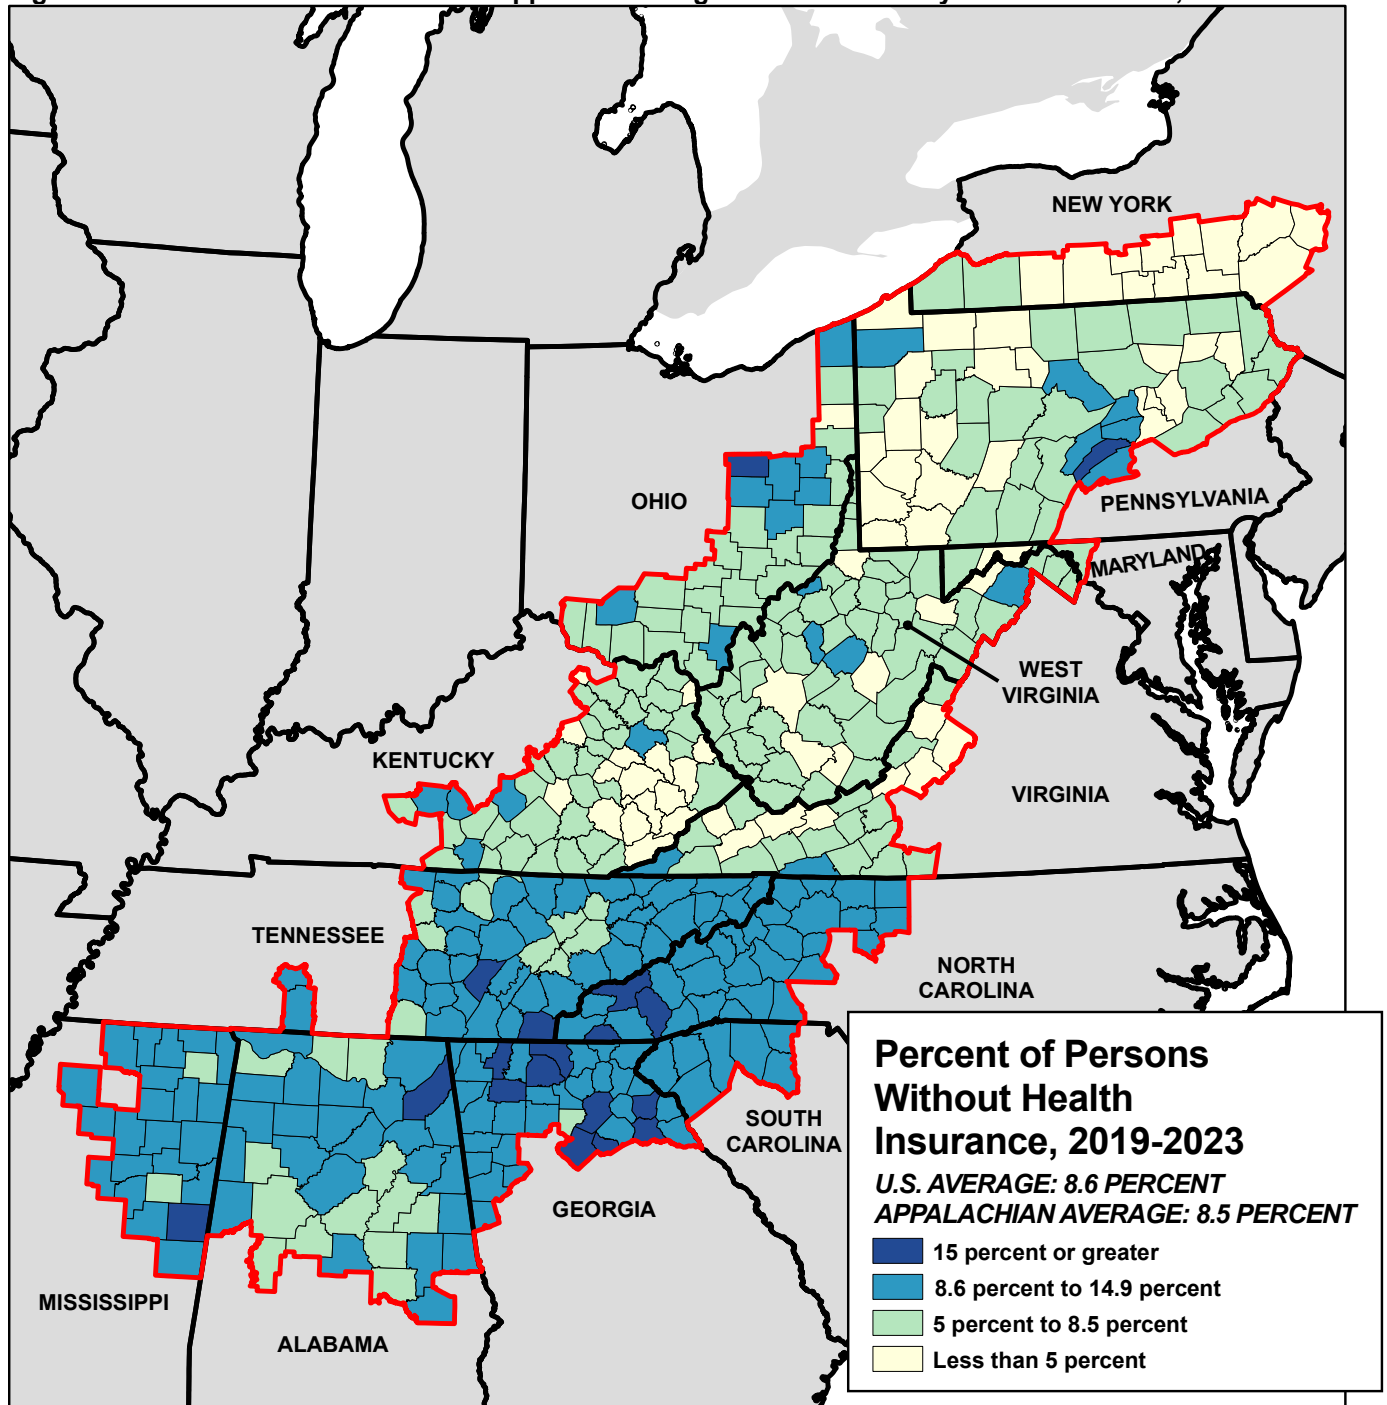 NEW YORK
OHIO
PENNSYLVANIA
MARYLAND
WEST
VIRGINIA
KENTUCKY
VIRGINIA
TENNESSEE
NORTH
CAROLINA
SOUTH
CAROLINA
GEORGIA
MISSISSIPPI
ALABAMA
Percent of Persons
Without Health
Insurance, 2019-2023
U.S. AVERAGE: 8.6 PERCENT
APPALACHIAN AVERAGE: 8.5 PERCENT
15 percent or greater
8.6 percent to 14.9 percent
5 percent to 8.5 percent
Less than 5 percent